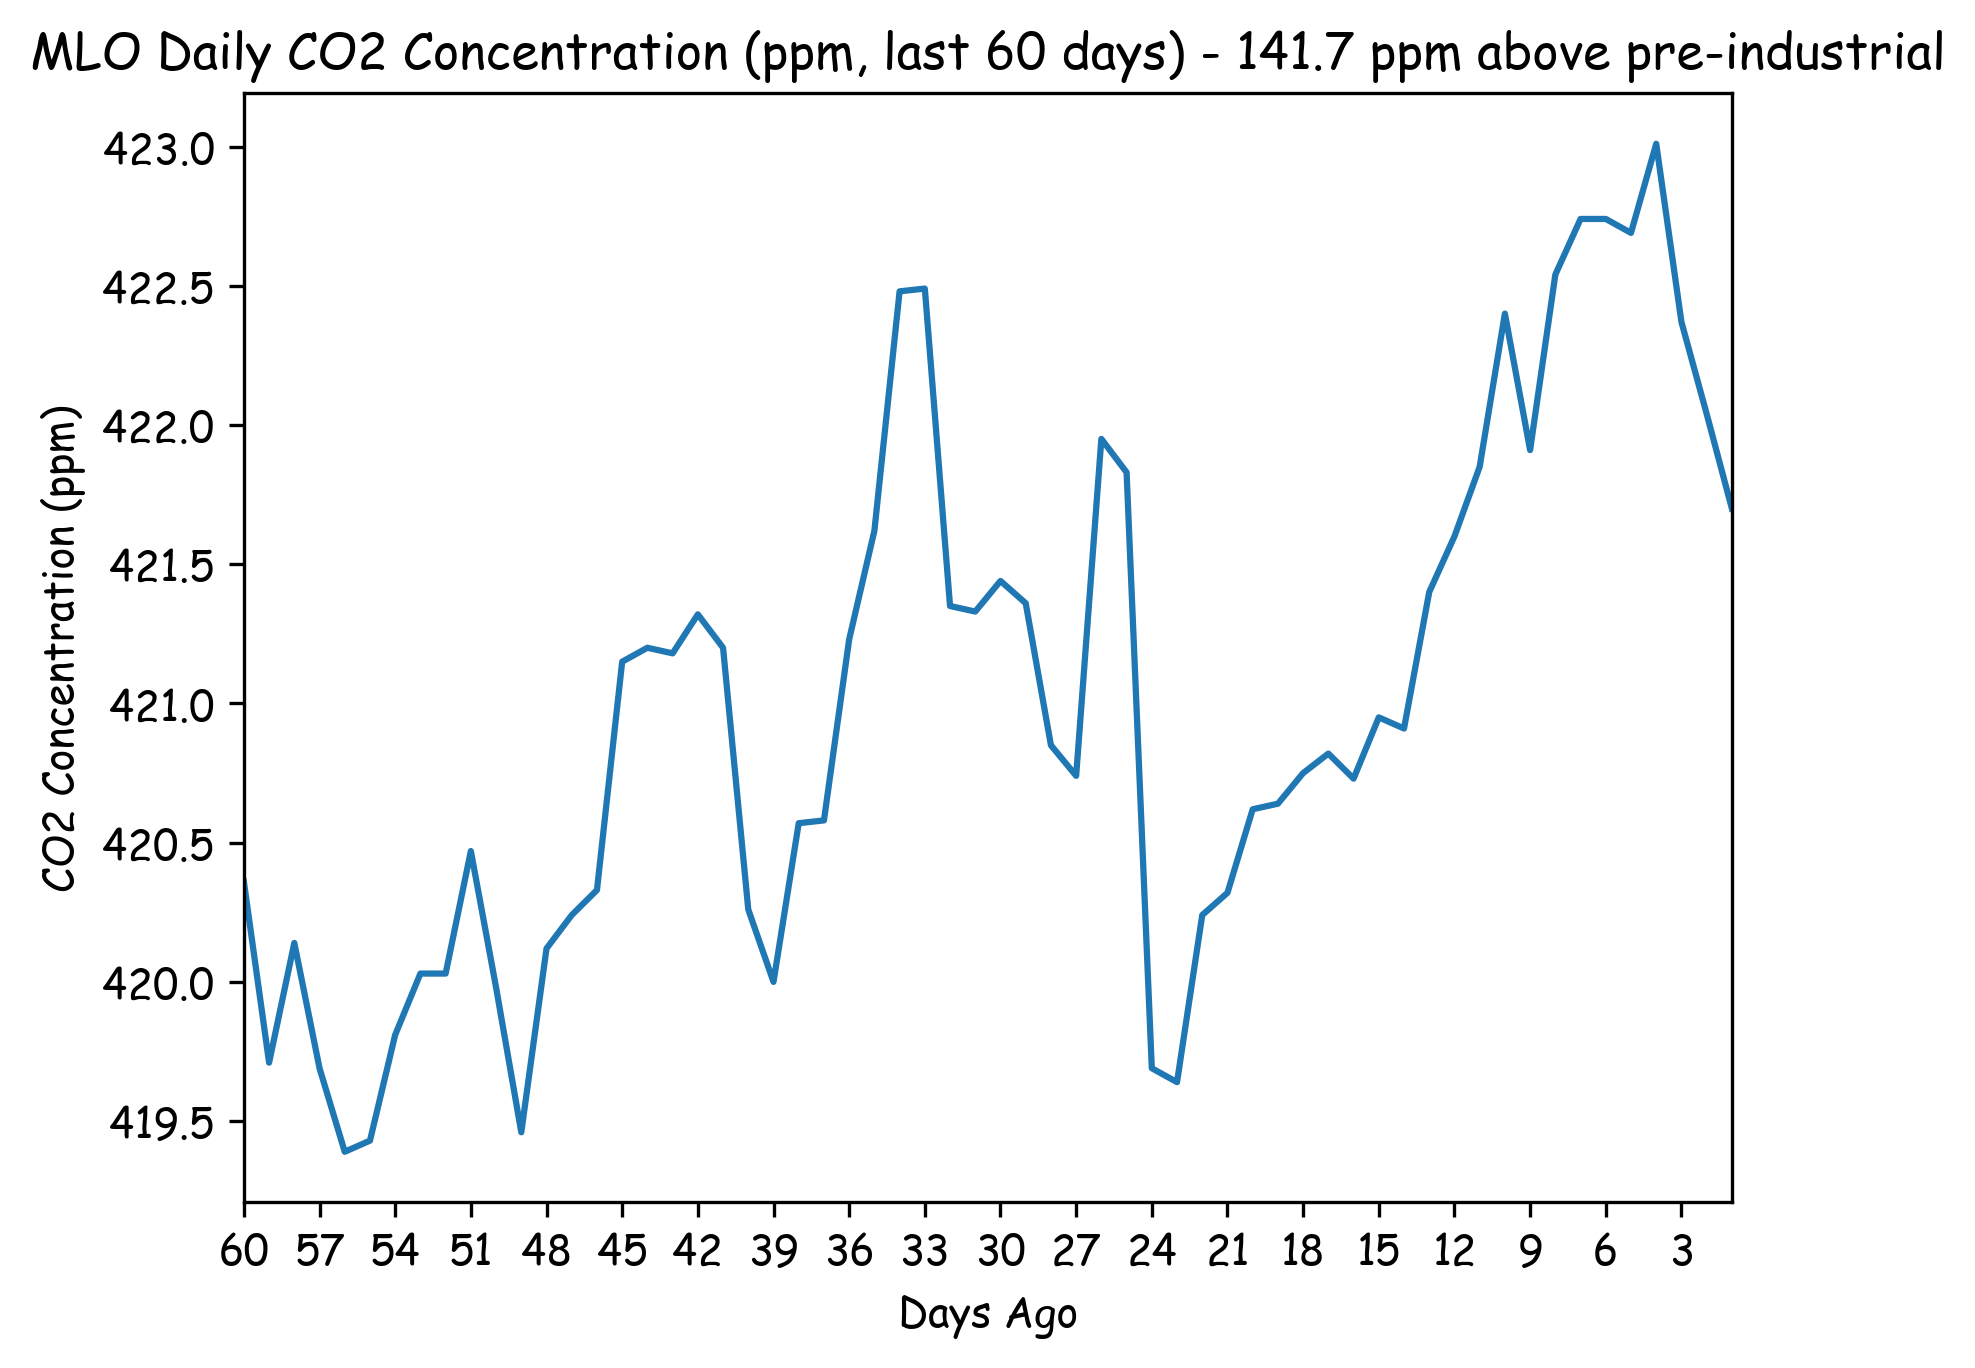 MLO Daily CO2 Concentration (ppm, last 60 days) - 141.7 ppm above pre-industrial
423.0
422.5
422.0
421.5
421.0
420.5
420.0
419.5
CO2 Concentration (ppm)
60 57 54 51 48 45 42 39 36 33 30 27 24 21 18 15 12 9 6 3
Days Ago